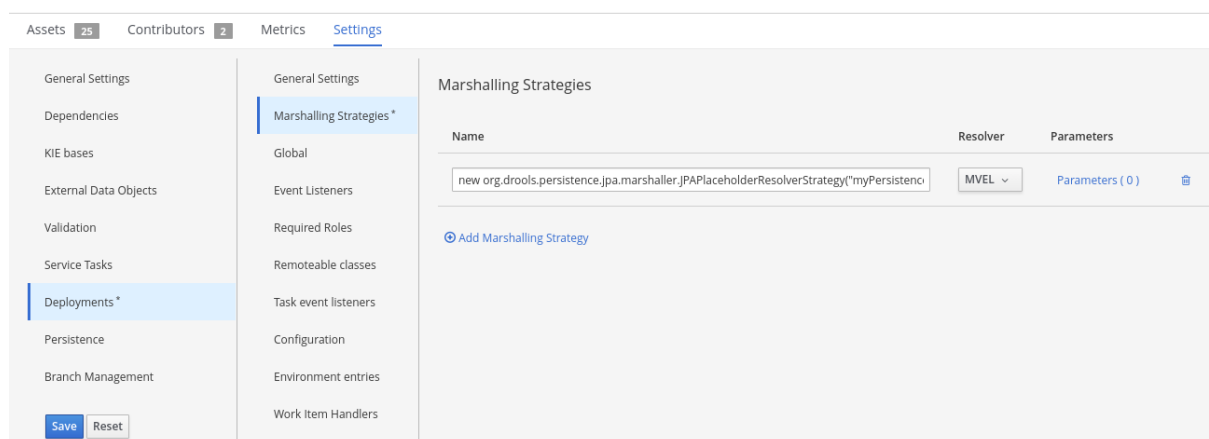 Assets 25 Contributors 2 Metrics Settings
General Settings
Dependencies
KIE bases
External Data Objects
Validation
Service Tasks
Deployments *
Persistence
Branch Management
Save Reset
General Settings
Marshalling Strategies *
Global
Event Listeners
Required Roles
Remoteable classes
Task event listeners
Configuration
Environment entries
Work Item Handlers
Marshalling Strategies
Name Resolver Parameters
new org.drools.persistence.jpa.marshaller.JPAPlaceholderResolverStrategy("myPersistenc MVEL Parameters ( 0 )
Add Marshalling Strategy